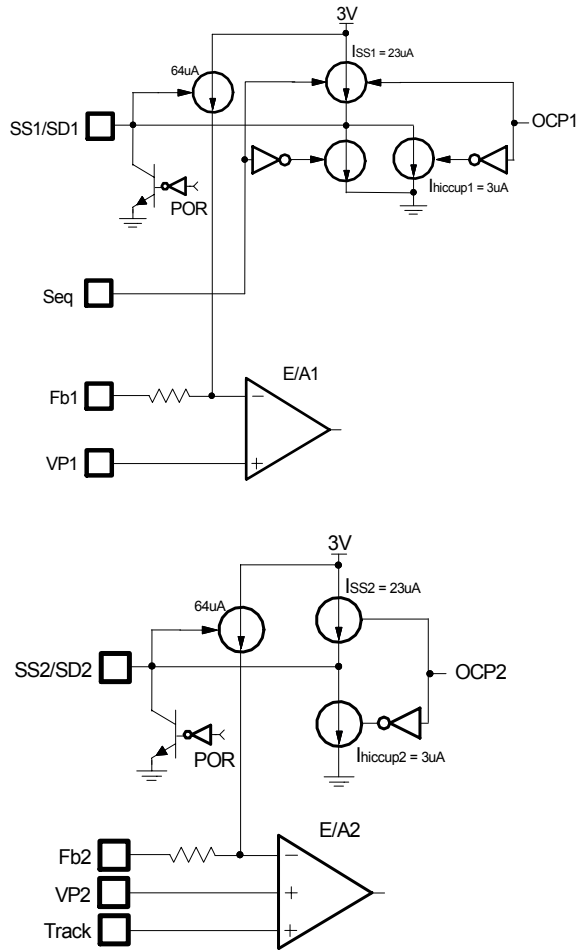 3V
ISS1 = 23uA
64uA
SS1/SD1
OCP1
Ihiccup1 = 3uA
POR
Seq
E/A1
Fb1
−
VP1
+
3V
ISS2 = 23uA
64uA
SS2/SD2
OCP2
POR
Ihiccup2 = 3uA
E/A2
Fb2
−
VP2
+
Track
+